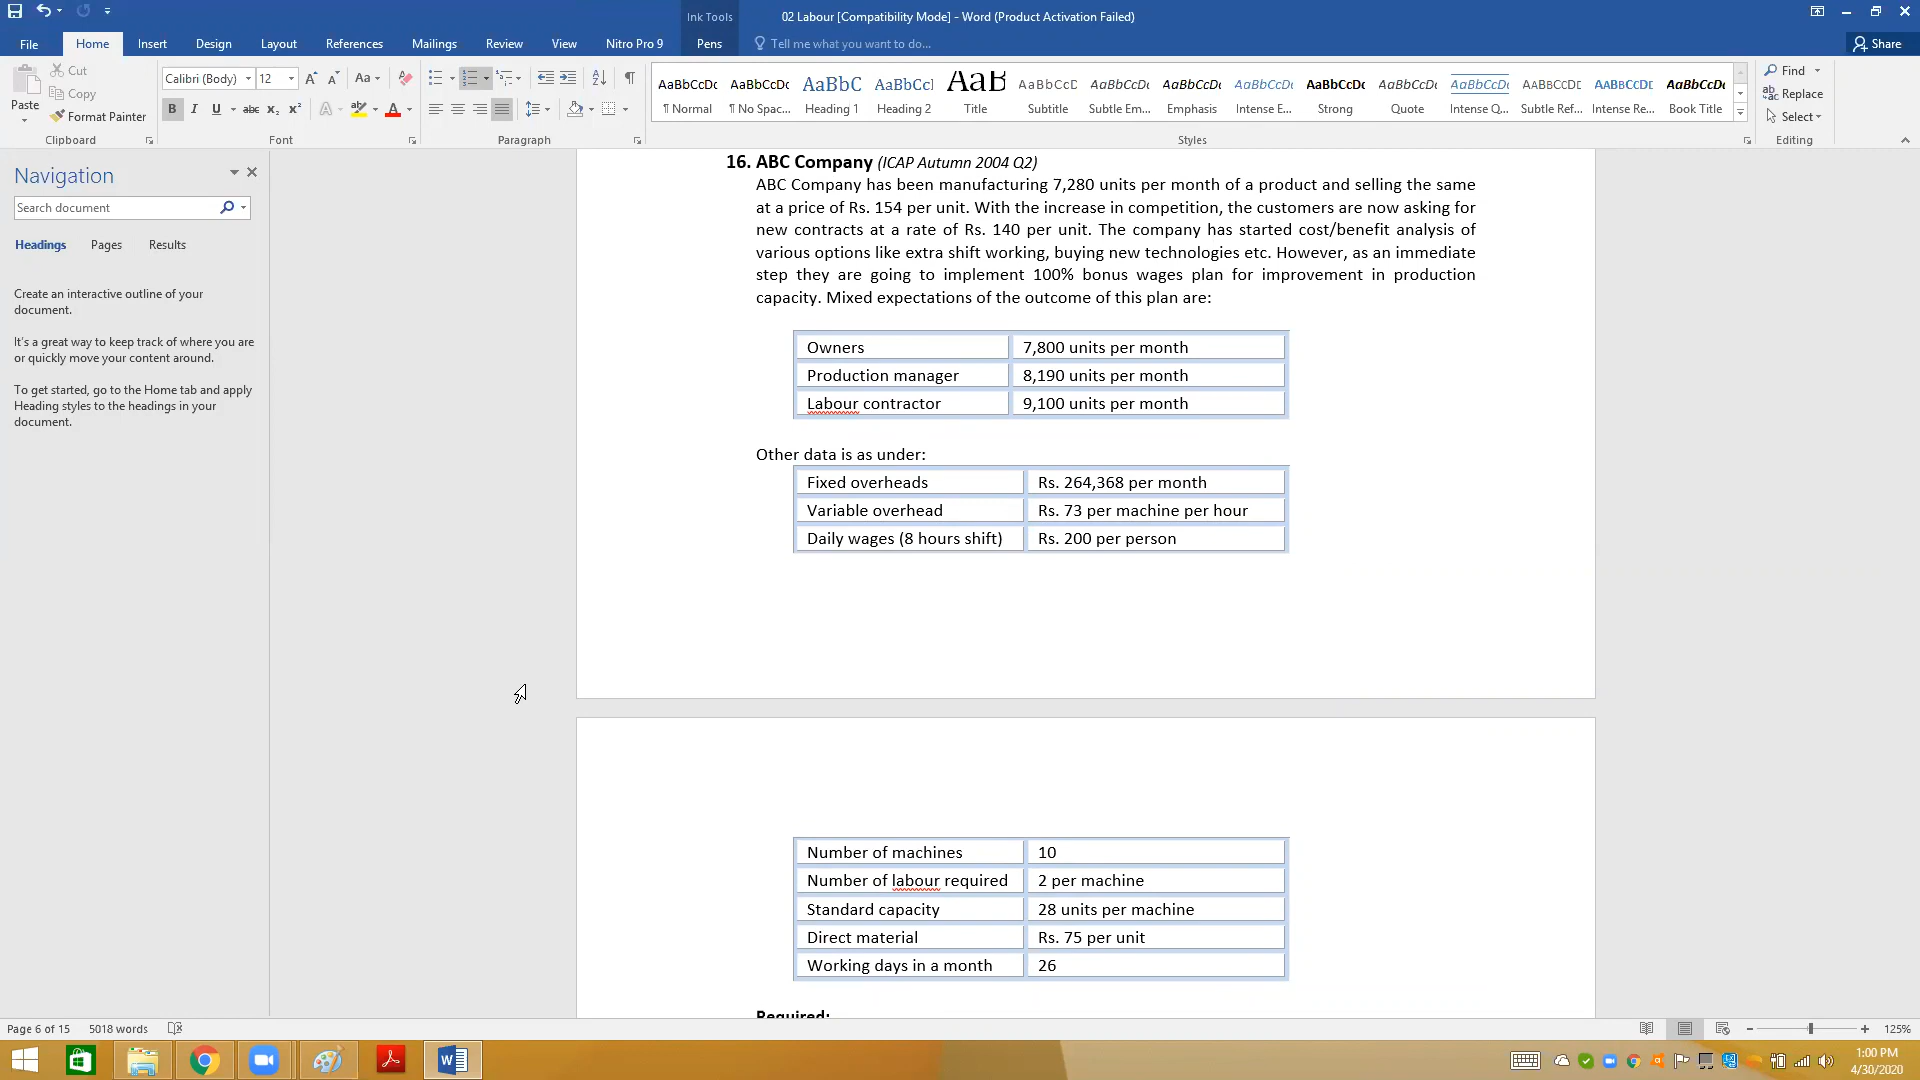 Ink Tools
02 Labour [Compatibility Mode] - Word (Product Activation Failed)
File Home Insert Design Layout References Mailings Review View Nitro Pro 9 Pens Tell me what you want to do... Share
Paste
Cut
Copy
Format Painter
Clipboard
Calibri (Body) 12
Font
Paragraph
AaBbCcDc AaBbCcDc AaBbC AaBbCcI AaB AaBbCcD AaBbCcDc AaBbCcDc AaBbCcDc AaBbCcDc AaBbCcDc AaBbCcDc AABBCCDC AABBCCDC AaBbCcDc
¶ Normal ¶ No Spac... Heading 1 Heading 2 Title Subtitle Subtle Em... Emphasis Intense E... Strong Quote Intense Q... Subtle Ref... Intense Re... Book Title
Styles
Find
Replace
Select
Editing
Navigation
Search document
Headings Pages Results
Create an interactive outline of your
document.
It's a great way to keep track of where you are
or quickly move your content around.
To get started, go to the Home tab and apply
Heading styles to the headings in your
document.
16. ABC Company (ICAP Autumn 2004 Q2)
ABC Company has been manufacturing 7,280 units per month of a product and selling the same
at a price of Rs. 154 per unit. With the increase in competition, the customers are now asking for
new contracts at a rate of Rs. 140 per unit. The company has started cost/benefit analysis of
various options like extra shift working, buying new technologies etc. However, as an immediate
step they are going to implement 100% bonus wages plan for improvement in production
capacity. Mixed expectations of the outcome of this plan are:
Owners 7,800 units per month
Production manager 8,190 units per month
Labour contractor 9,100 units per month
Other data is as under:
Fixed overheads Rs. 264,368 per month
Variable overhead Rs. 73 per machine per hour
Daily wages (8 hours shift) Rs. 200 per person
Number of machines 10
Number of labour required 2 per machine
Standard capacity 28 units per machine
Direct material Rs. 75 per unit
Working days in a month 26
Required:
Page 6 of 15 5018 words 125%
1:00 PM
4/30/2020